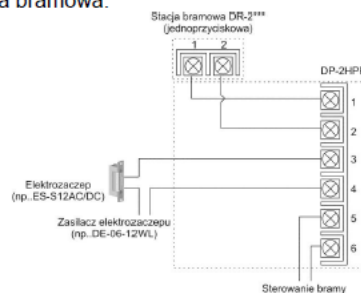 a bramowa.
Stacja bramowa DR-2***
(jednoprzyciskowa)
1 2
DP-2HPR
1
2
3
4
5
6
Elektrozaczep
(np..ES-S12AC/DC)
Zasilacz elektrozaczepu
(np..DE-06-12WL)
Sterowanie bramy